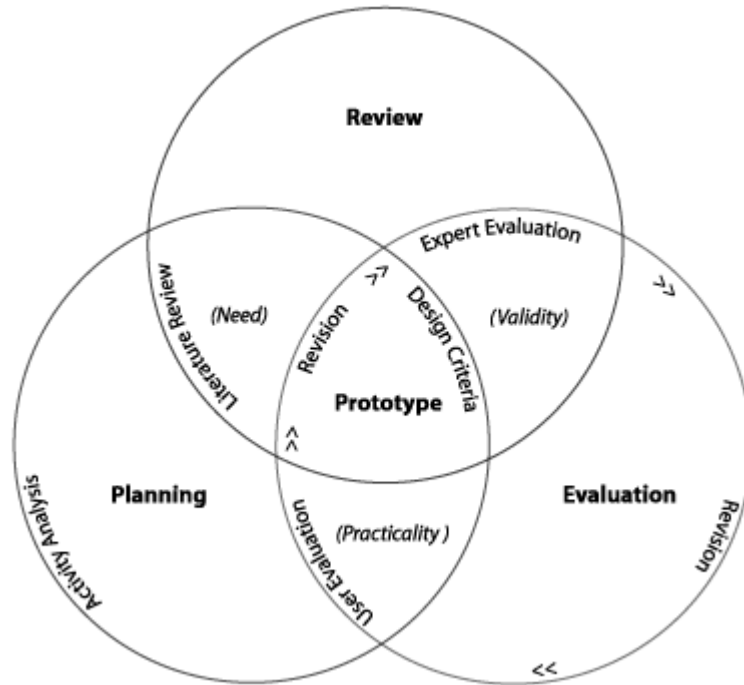 Review
Expert Evaluation
Literature Review
(Need)
Revision
>>
Design Criteria
(Validity)
>>
Prototype
>>
Planning
Evaluation
Activity Analysis
User Evaluation
(Practicality )
Revision
>>